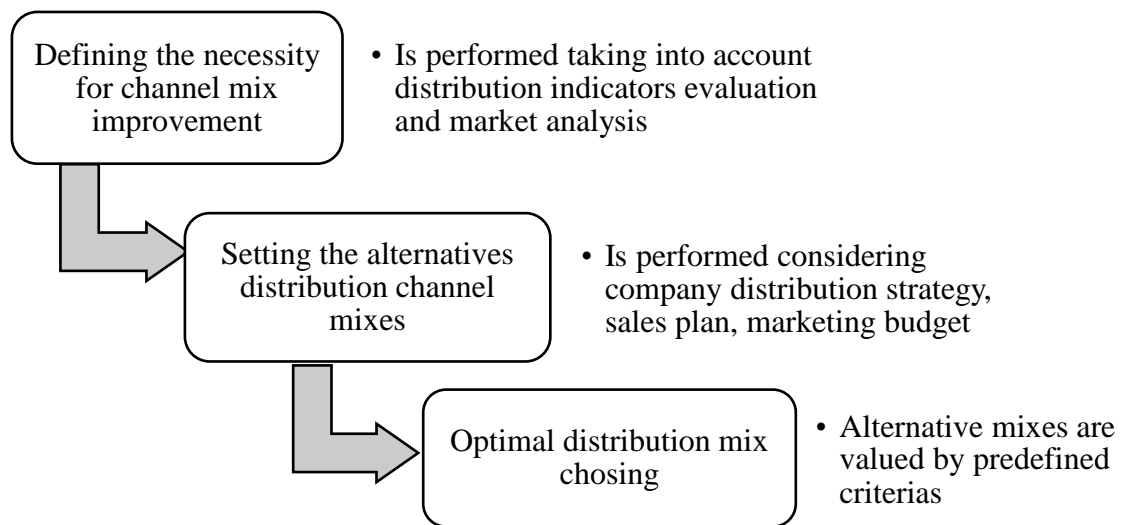 Defining the necessity
for channel mix
improvement
• Is performed taking into account
distribution indicators evaluation
and market analysis
Setting the alternatives
distribution channel
mixes
• Is performed considering
company distribution strategy,
sales plan, marketing budget
Optimal distribution mix
chosing
• Alternative mixes are
valued by predefined
criterias